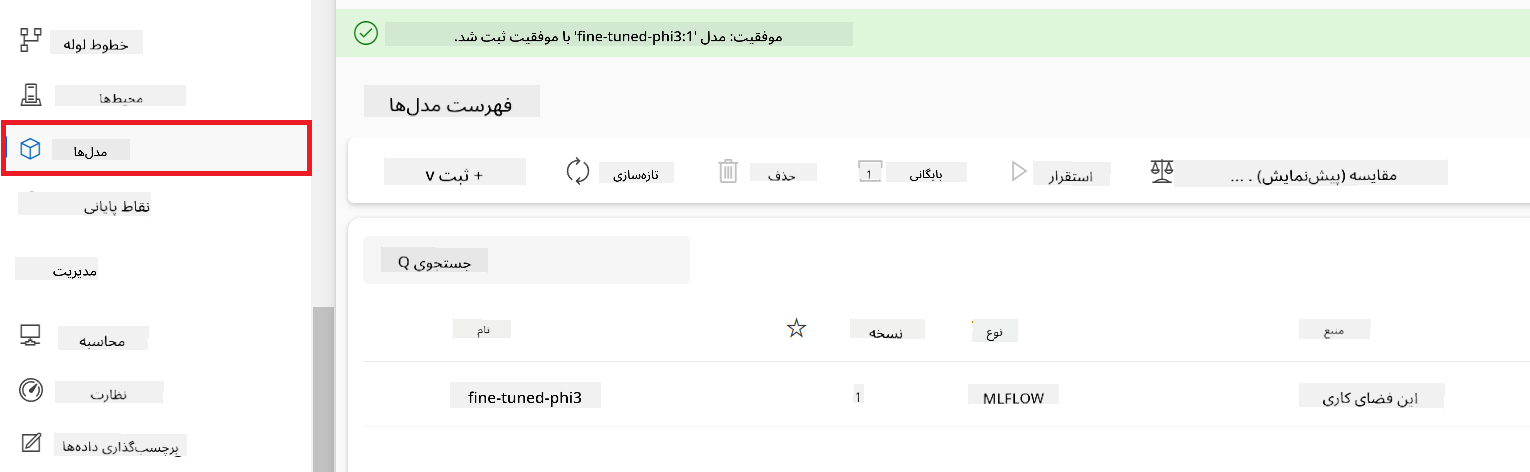 خطوط لوله
محیط‌ها
مدل‌ها
نقاط پایانی
مدیریت
محاسبه
نظارت
برچسب‌گذاری داده‌ها
موفقیت: مدل 'fine-tuned-phi3:1' با موفقیت ثبت شد.
فهرست مدل‌ها
+ ثبت v
تازه‌سازی
حذف
بایگانی
استقرار
مقایسه (پیش‌نمایش) . ...
جستجوی Q
نام
نسخه
نوع
منبع
fine-tuned-phi3
1
MLFLOW
این فضای کاری